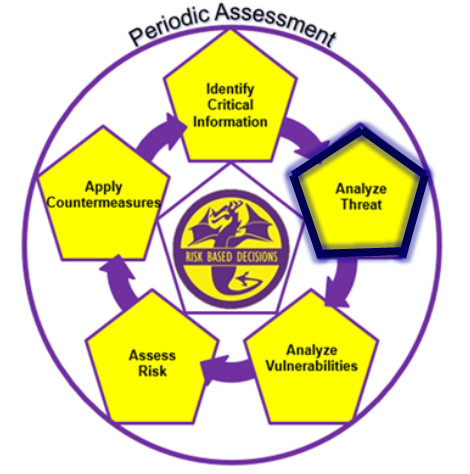 Periodic Assessment
Identify
Critical
Information
Analyze
Threat
Analyze
Vulnerabilities
Assess
Risk
Apply
Countermeasures
RISK BASED DECISIONS